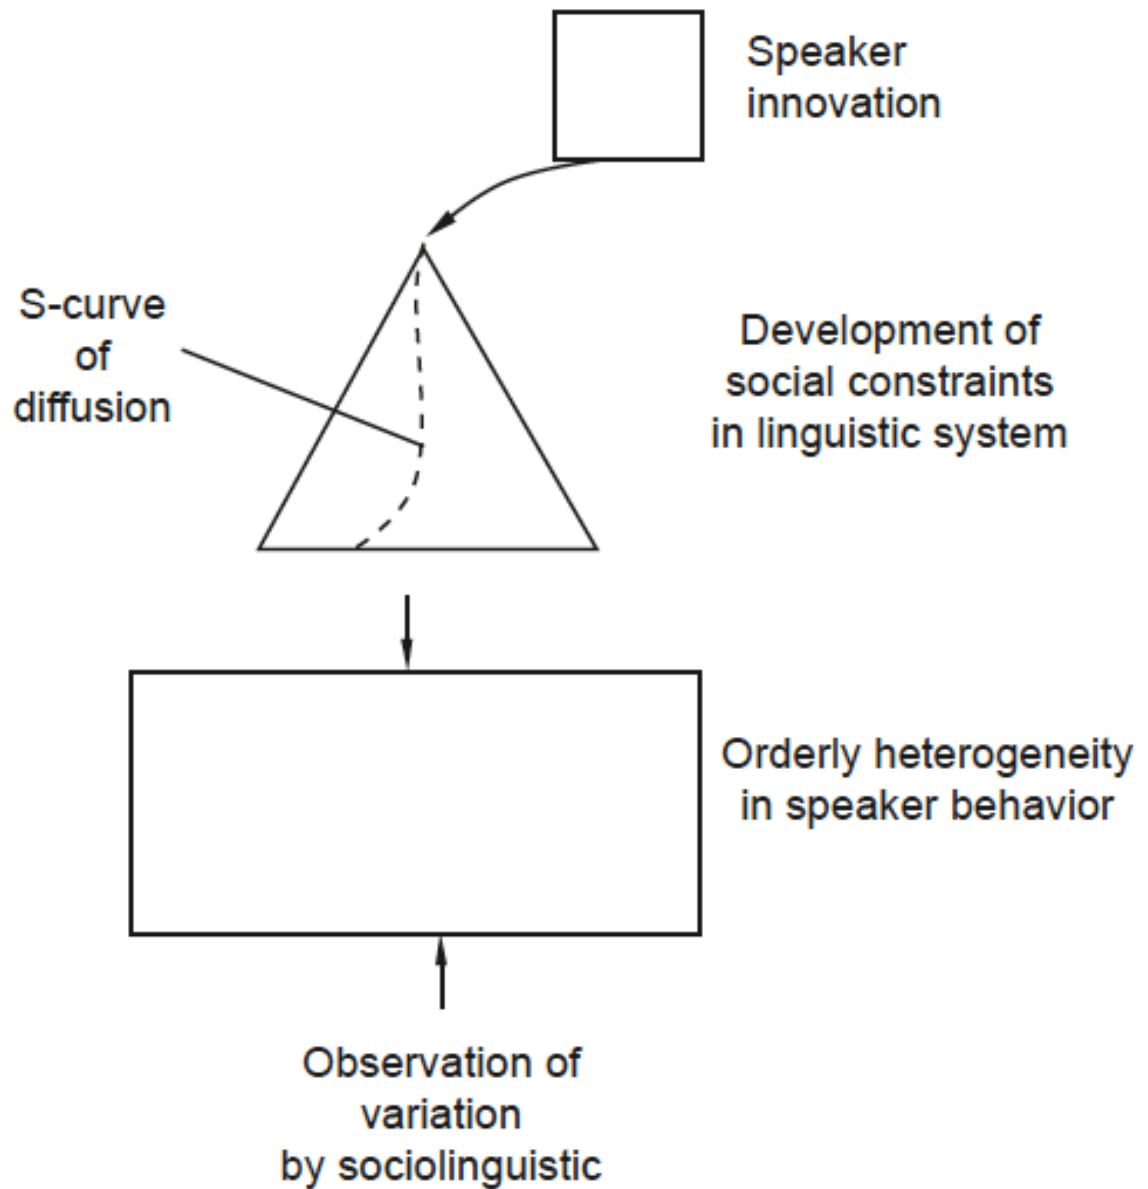 Speaker
innovation
S-curve
of
diffusion
Development of
social constraints
in linguistic system
Orderly heterogeneity
in speaker behavior
Observation of
variation
by sociolinguistic